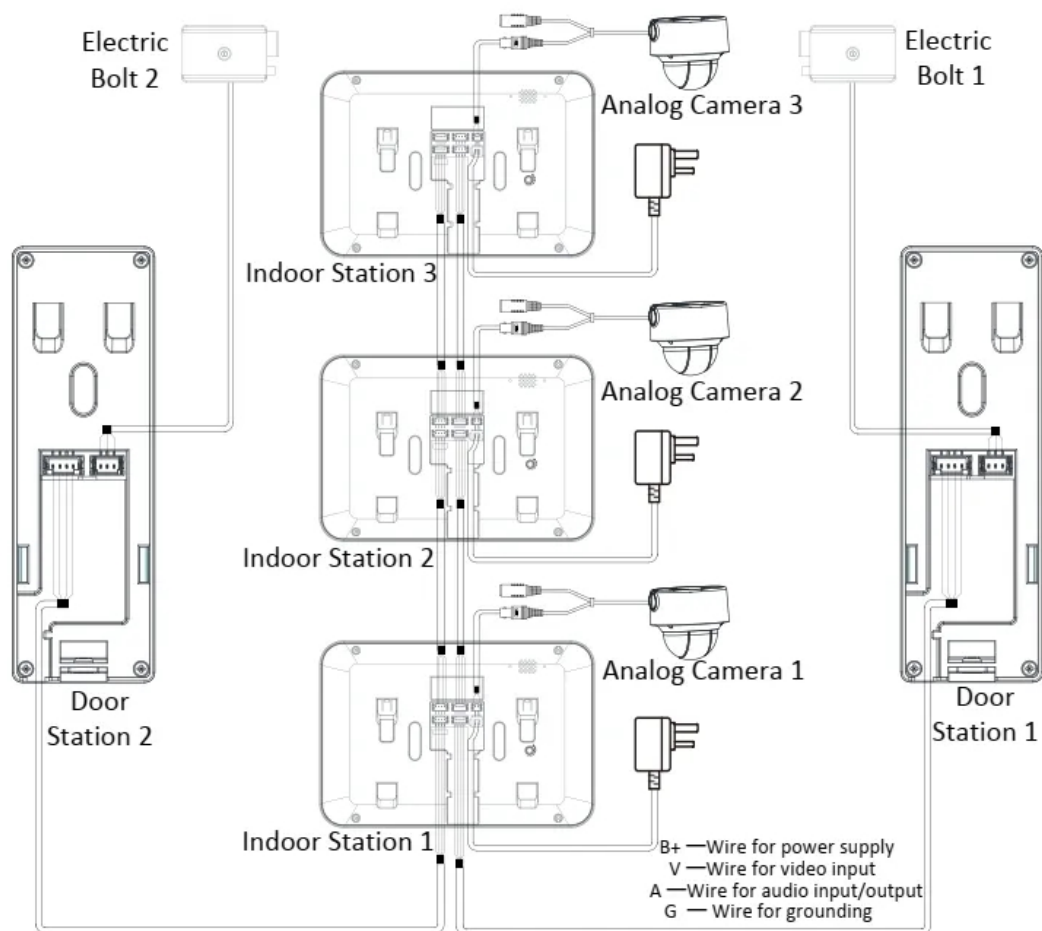 Electric
Bolt 2
Electric
Bolt 1
Analog Camera 3
Indoor Station 3
Analog Camera 2
Indoor Station 2
Analog Camera 1
Door
Station 2
Door
Station 1
Indoor Station 1
B+ —Wire for power supply
V —Wire for video input
A —Wire for audio input/output
G — Wire for grounding